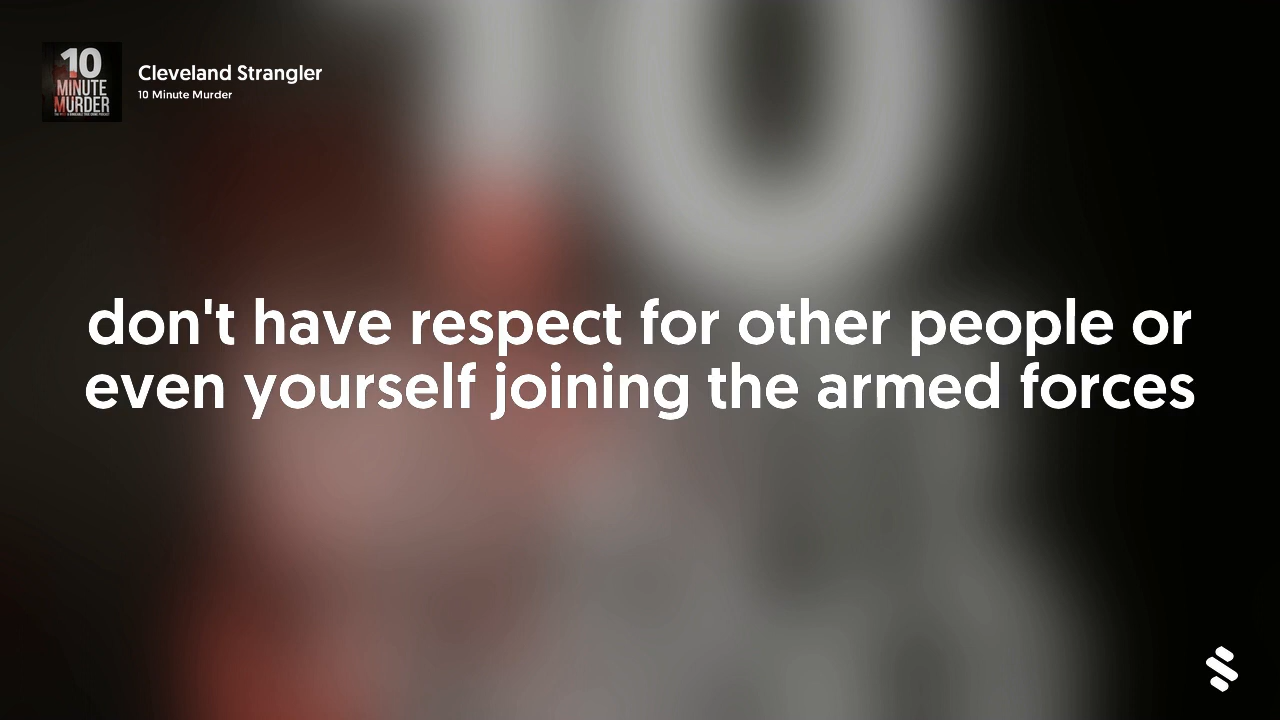 10
MINUTE
MURDER
Cleveland Strangler
10 Minute Murder
don't have respect for other people or
even yourself joining the armed forces